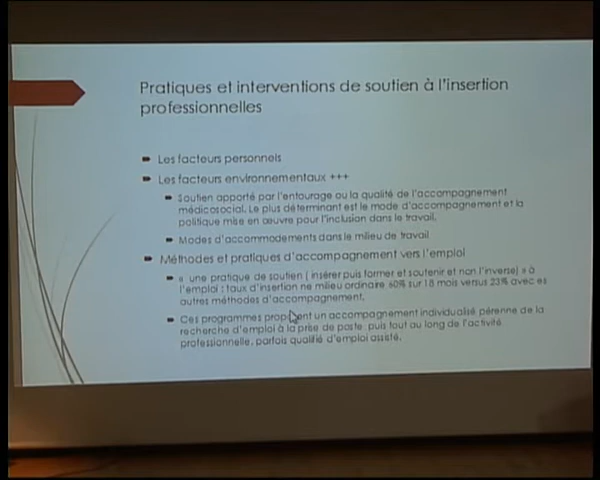 Pratiques et interventions de soutien à l'insertion
professionnelles
Les facteurs personnels
Les facteurs environnementaux +++
Soutien apporté par l'entourage ou la qualité de l'accompagnement
médicosocial. Le plus déterminant est le mode d'accompagnement et la
politique mise en œuvre pour l'inclusion dans le travail.
Modes d'accommodements dans le milieu de travail
Méthodes et pratiques d'accompagnement vers l'emploi
« une pratique de soutien ( insérer puis former et soutenir et non l'inverse) » à
l'emploi : taux d'insertion ne milieu ordinaire 60% sur 18 mois versus 23% avec es
autres méthodes d'accompagnement.
Ces programmes proposent un accompagnement individualisé pérenne de la
recherche d'emploi à la prise de poste puis tout au long de l'activité
professionnelle, parfois qualifié d'emploi assisté.